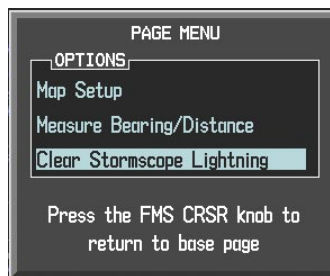 PAGE MENU
OPTIONS
Map Setup
Measure Bearing/Distance
Clear Stormscope Lightning
Press the FMS CRSR knob to
return to base page